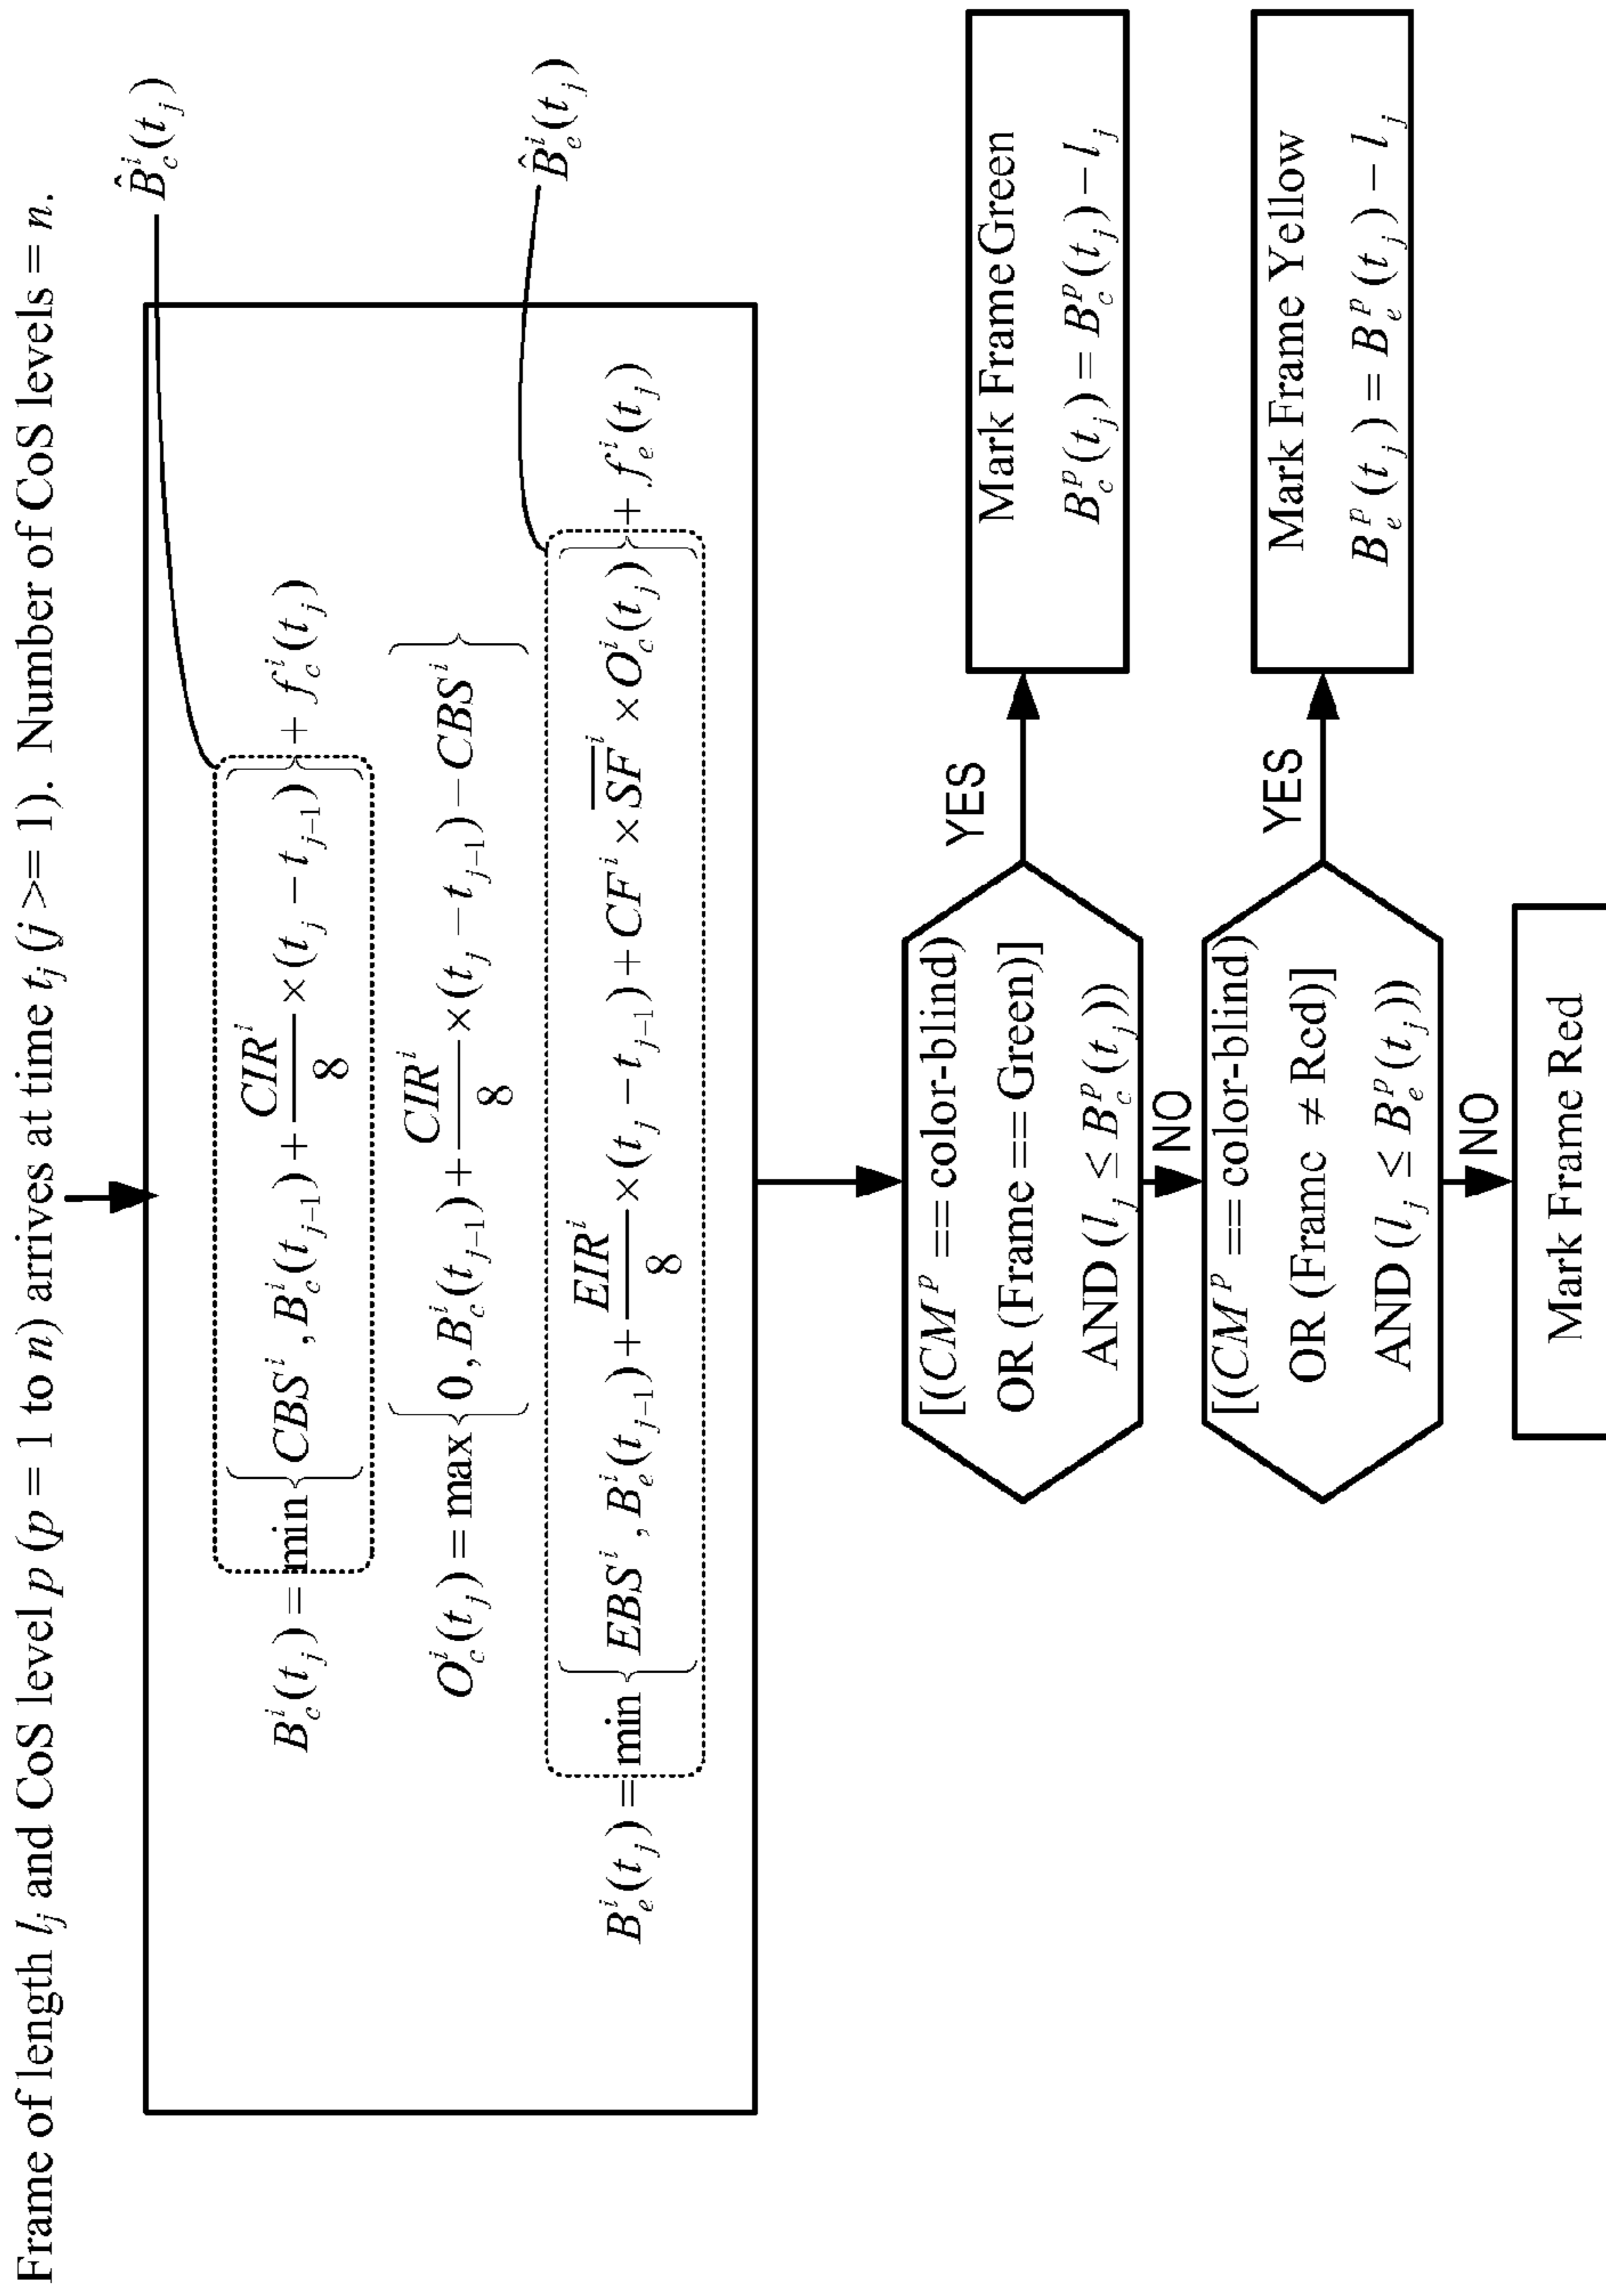 Frame of length l_j and CoS level p (p = 1 to n) arrives at time t_j (j >= 1). Number of CoS levels = n.
B̂_c^i(t_j)
B_c^i(t_j) = min{CBS^i, B_c^i(t_{j−1}) + CIR^i/8 ×(t_j − t_{j−1})} + f_c^i(t_j)
O_c^i(t_j) = max{0, B_c^i(t_{j−1}) + CIR^i/8 ×(t_j − t_{j−1}) − CBS^i}
B̂_e^i(t_j)
B_e^i(t_j) = min{EBS^i, B_e^i(t_{j−1}) + EIR^i/8 ×(t_j − t_{j−1}) + CF^i × \overline{SF}^i × O_c^i(t_j)} + f_e^i(t_j)
[(CM^p == color-blind)
OR (Frame == Green)]
AND (l_j ≤ B_c^p(t_j)))
YES
Mark Frame Green
B_c^p(t_j) = B_c^p(t_j) − l_j
NO
[(CM^p == color-blind)
OR (Frame ≠ Red)]
AND (l_j ≤ B_e^p(t_j)))
YES
Mark Frame Yellow
B_e^p(t_j) = B_e^p(t_j) − l_j
NO
Mark Frame Red